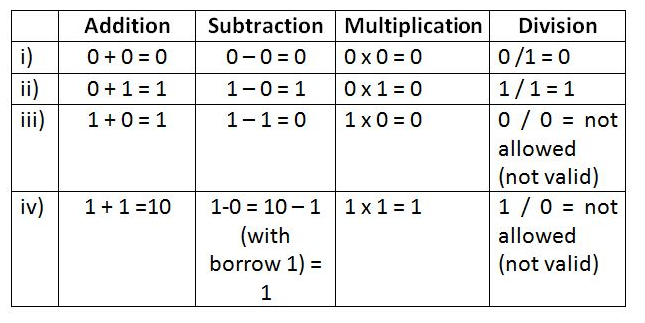 Addition Subtraction Multiplication Division
i) 0 + 0 = 0 0 – 0 = 0 0 x 0 = 0 0 /1 = 0
ii) 0 + 1 = 1 1 – 0 = 1 0 x 1 = 0 1 / 1 = 1
iii) 1 + 0 = 1 1 – 1 = 0 1 x 0 = 0 0 / 0 = not
allowed
(not valid)
iv) 1 + 1 =10 1-0 = 10 – 1 1 x 1 = 1 1 / 0 = not
(with allowed
borrow 1) = (not valid)
1